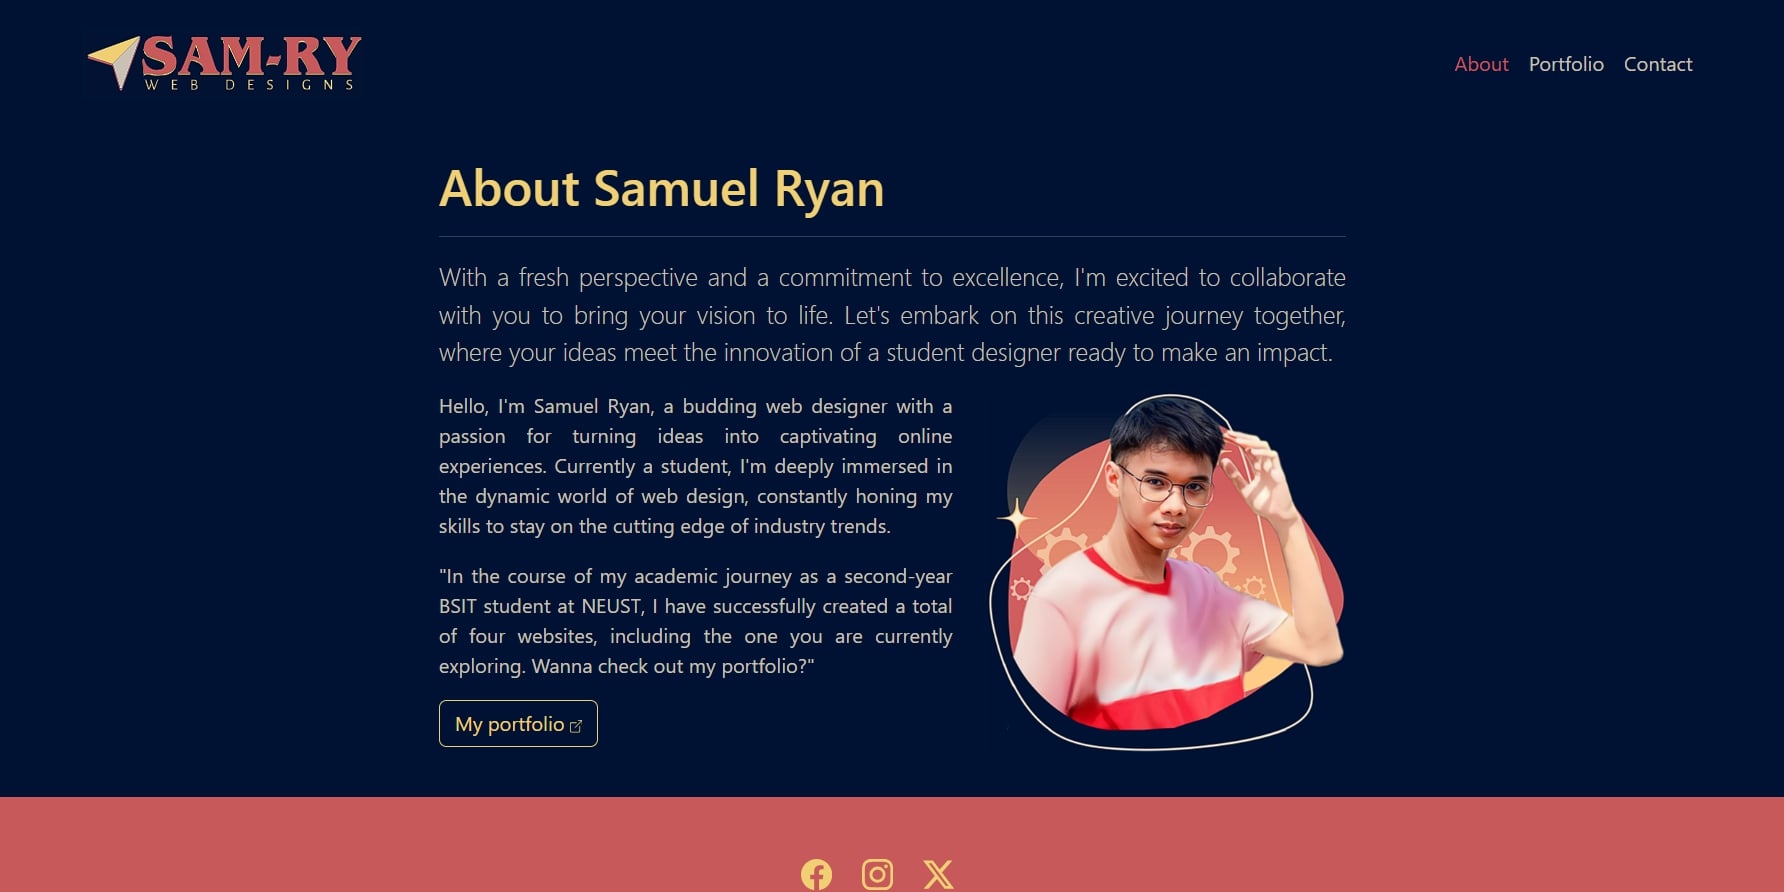 SAM-RY
WEB DESIGNS
About Portfolio Contact
About Samuel Ryan
With a fresh perspective and a commitment to excellence, I'm excited to collaborate
with you to bring your vision to life. Let's embark on this creative journey together,
where your ideas meet the innovation of a student designer ready to make an impact.
Hello, I'm Samuel Ryan, a budding web designer with a
passion for turning ideas into captivating online
experiences. Currently a student, I'm deeply immersed in
the dynamic world of web design, constantly honing my
skills to stay on the cutting edge of industry trends.
"In the course of my academic journey as a second-year
BSIT student at NEUST, I have successfully created a total
of four websites, including the one you are currently
exploring. Wanna check out my portfolio?"
My portfolio